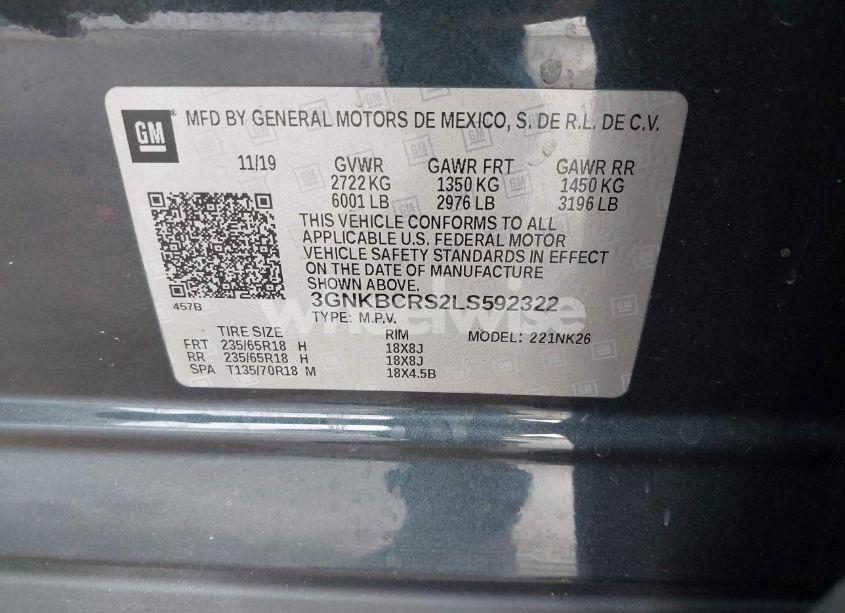 GM
MFD BY GENERAL MOTORS DE MEXICO, S. DE R.L. DE C.V.
11/19 GVWR GAWR FRT GAWR RR
2722 KG 1350 KG 1450 KG
6001 LB 2976 LB 3196 LB
THIS VEHICLE CONFORMS TO ALL
APPLICABLE U.S. FEDERAL MOTOR
VEHICLE SAFETY STANDARDS IN EFFECT
ON THE DATE OF MANUFACTURE
SHOWN ABOVE.
457B
3GNKBCRS2LS592322
TYPE: M.P.V.
wheelwise
TIRE SIZE RIM MODEL: 221NK26
FRT 235/65R18 H 18X8J
RR 235/65R18 H 18X8J
SPA T135/70R18 M 18X4.5B